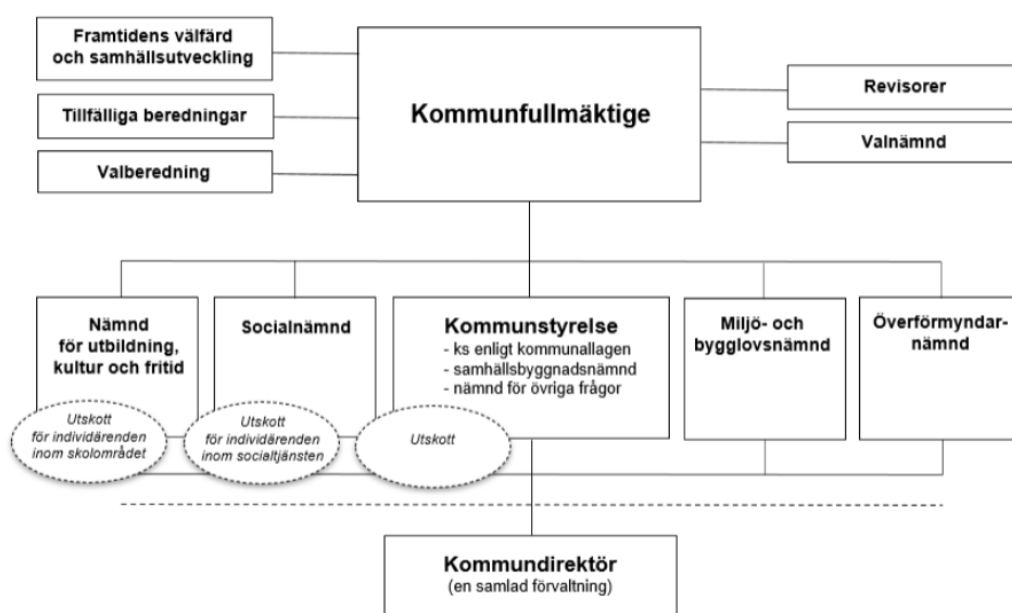 Framtidens välfärd
och samhällsutveckling
Tillfälliga beredningar
Valberedning
Kommunfullmäktige
Revisorer
Valnämnd
Nämnd
för utbildning,
kultur och fritid
Utskott
för individärenden
inom skolområdet
Socialnämnd
Utskott
för individärenden
inom socialtjänsten
Kommunstyrelse
- ks enligt kommunallagen
- samhällsbyggnadsnämnd
- nämnd för övriga frågor
Utskott
Miljö- och
bygglovsnämnd
Överförmyndar-
nämnd
Kommundirektör
(en samlad förvaltning)